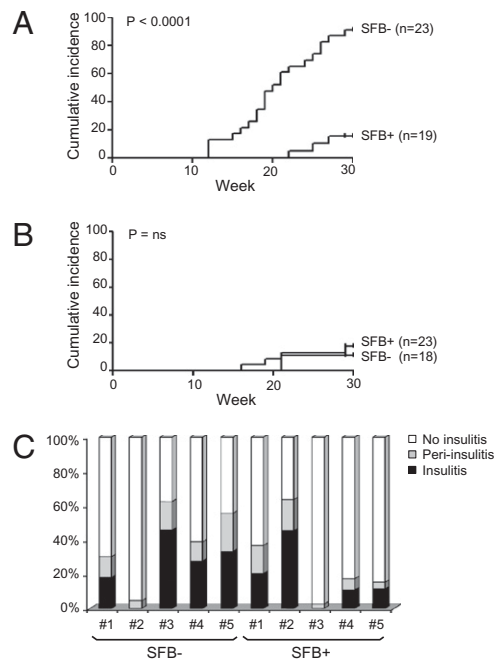 A
P < 0.0001
Cumulative incidence
100
80
60
40
20
0
SFB- (n=23)
SFB+ (n=19)
0 10 20 30
Week
B
P = ns
Cumulative incidence
100
80
60
40
20
0
SFB+ (n=23)
SFB- (n=18)
0 10 20 30
Week
C
100%
80%
60%
40%
20%
0%
No insulitis
Peri-insulitis
Insulitis
#1 #2 #3 #4 #5 #1 #2 #3 #4 #5
SFB- SFB+